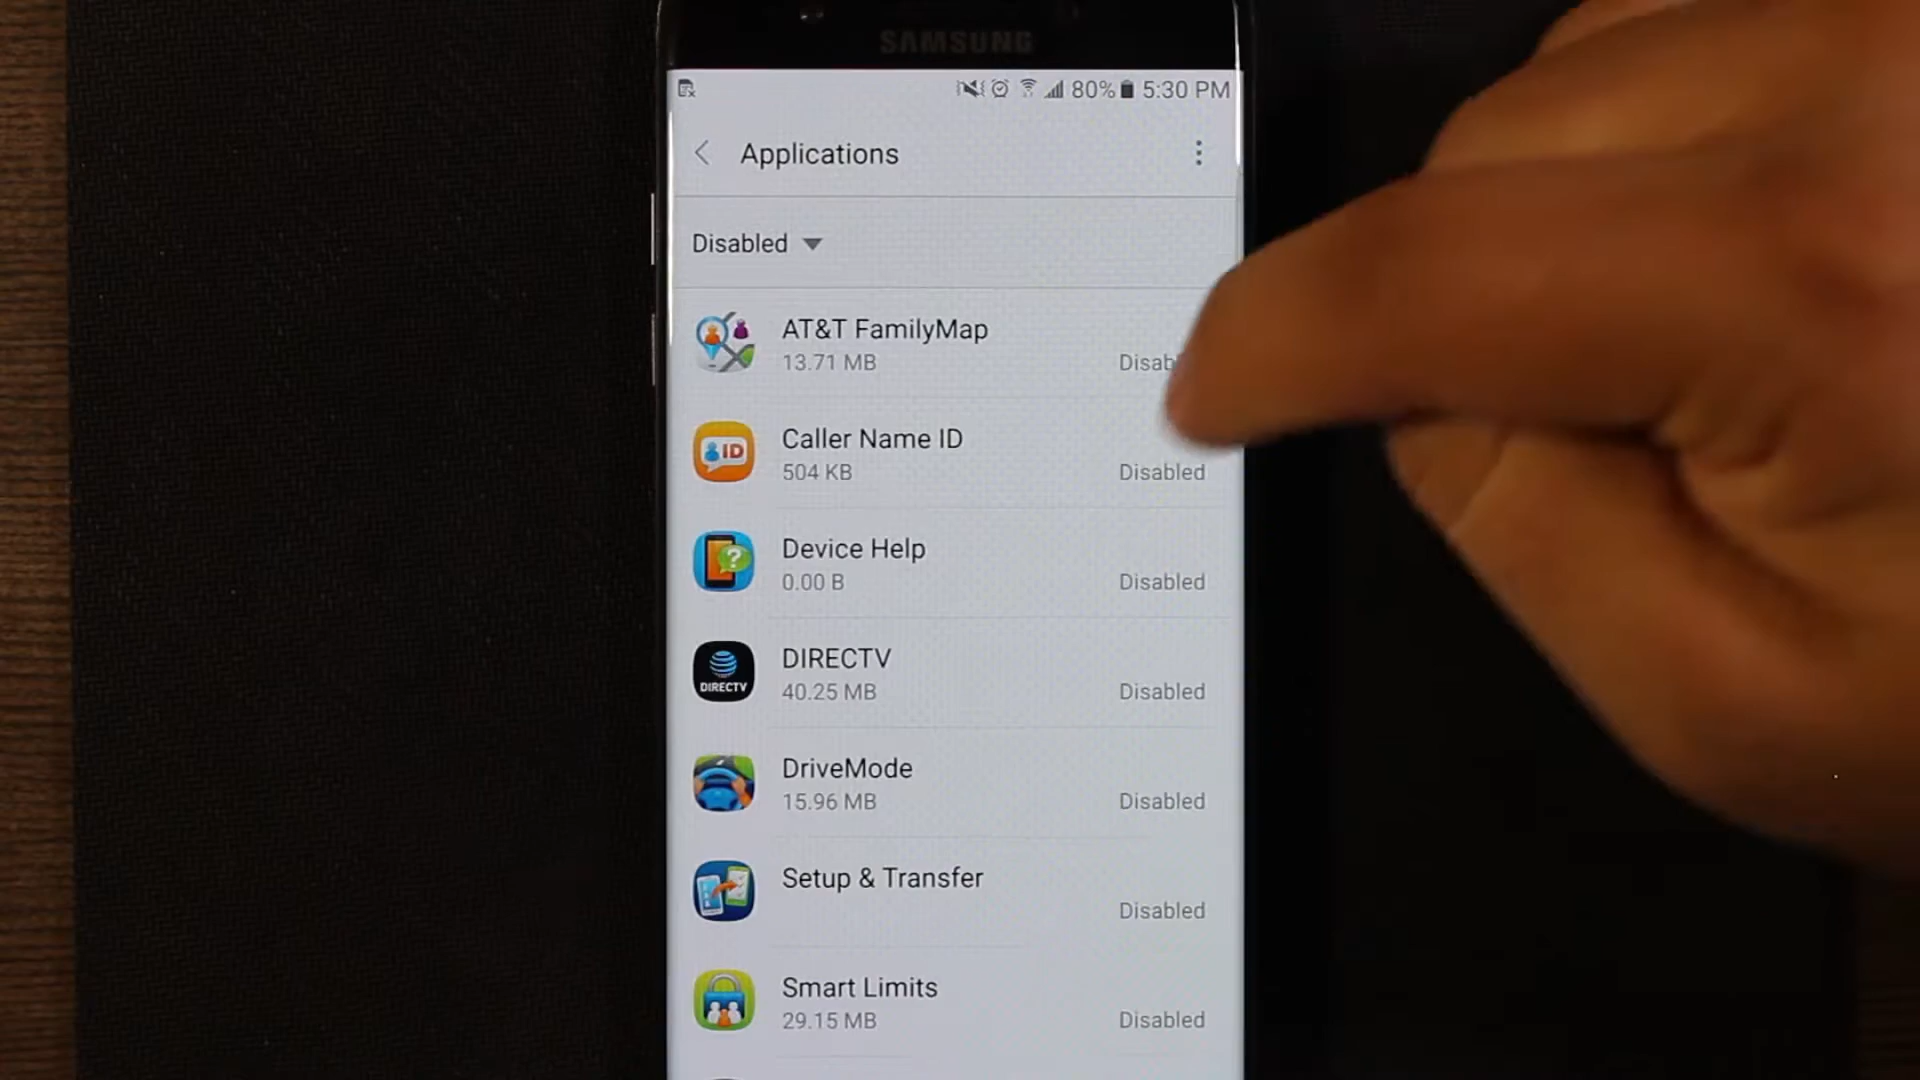 SAMSUNG
80% 5:30 PM
Applications
Disabled
AT&T FamilyMap
13.71 MB
Caller Name ID
504 KB
Disabled
Device Help
0.00 B
Disabled
DIRECTV
DIRECTV
40.25 MB
Disabled
DriveMode
15.96 MB
Disabled
Setup & Transfer
Disabled
Smart Limits
29.15 MB
Disabled
ID